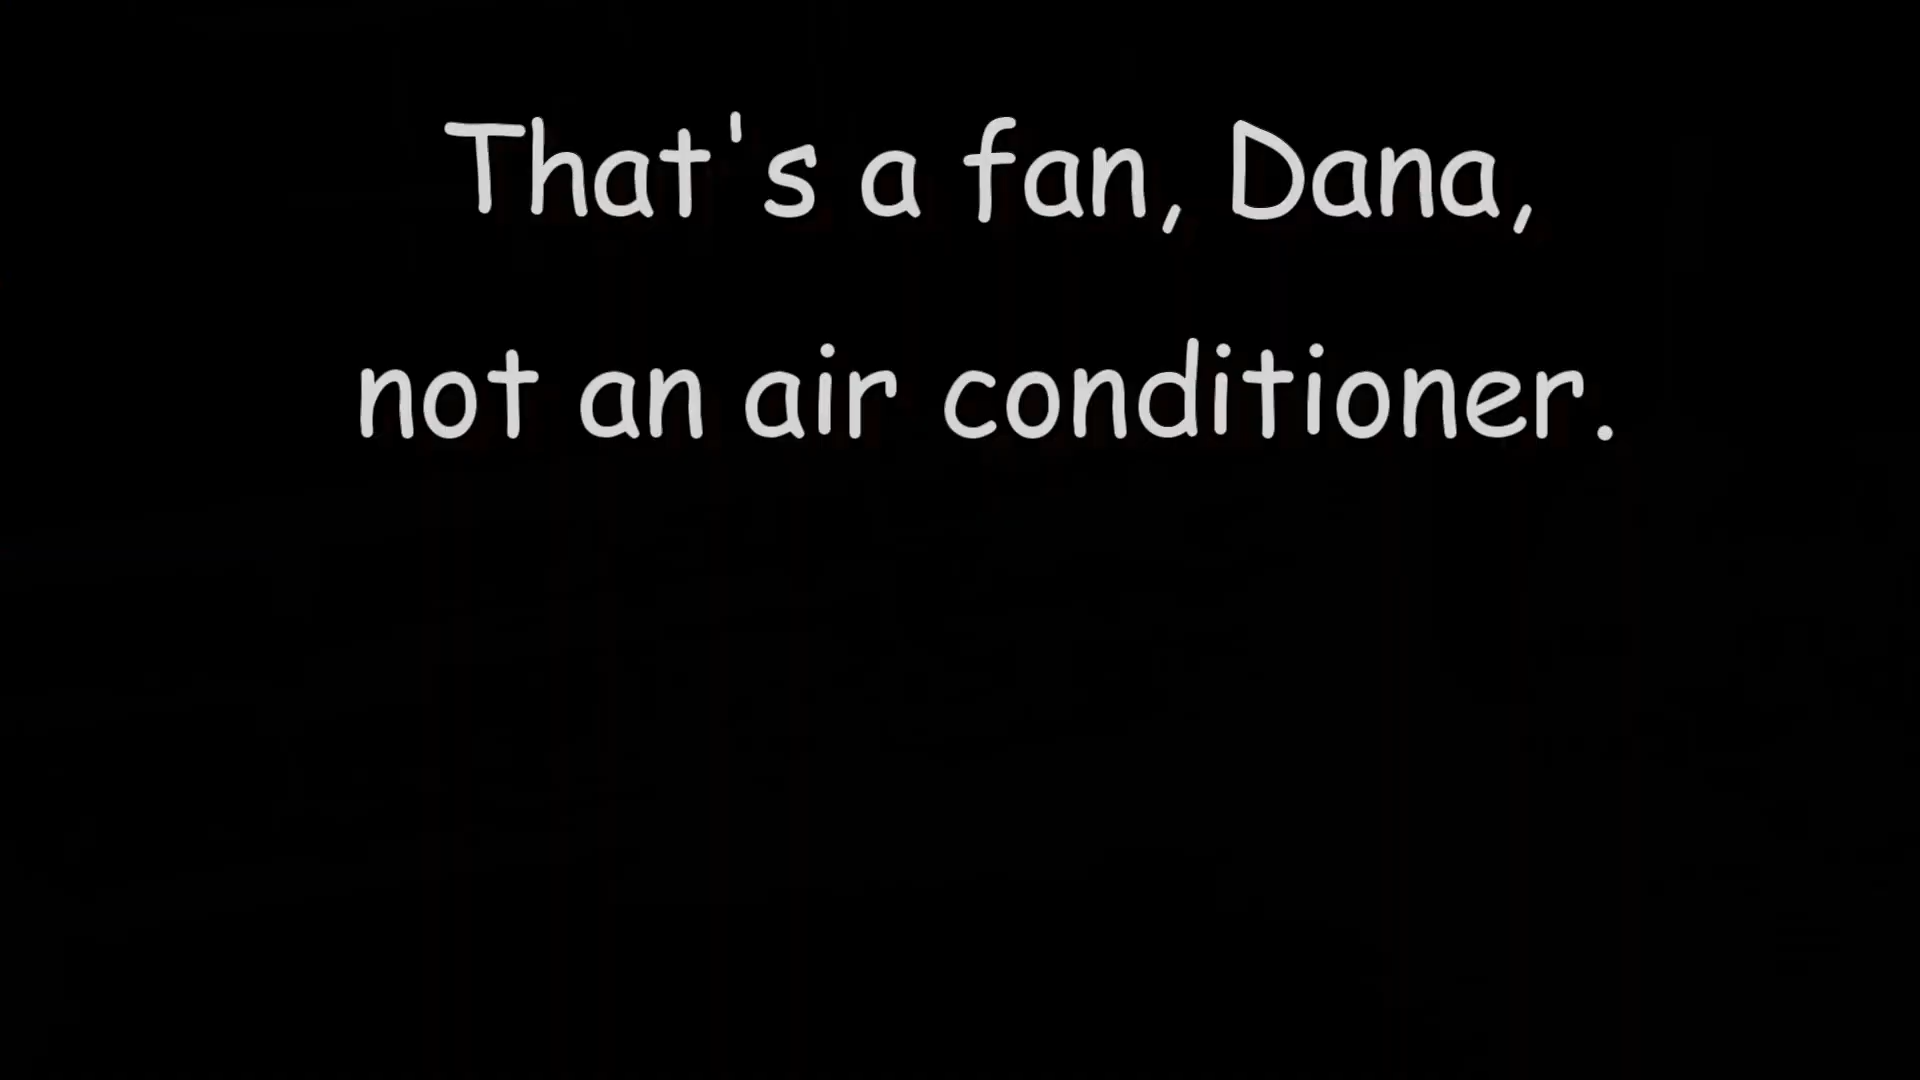 That's a fan, Dana,
not an air conditioner.